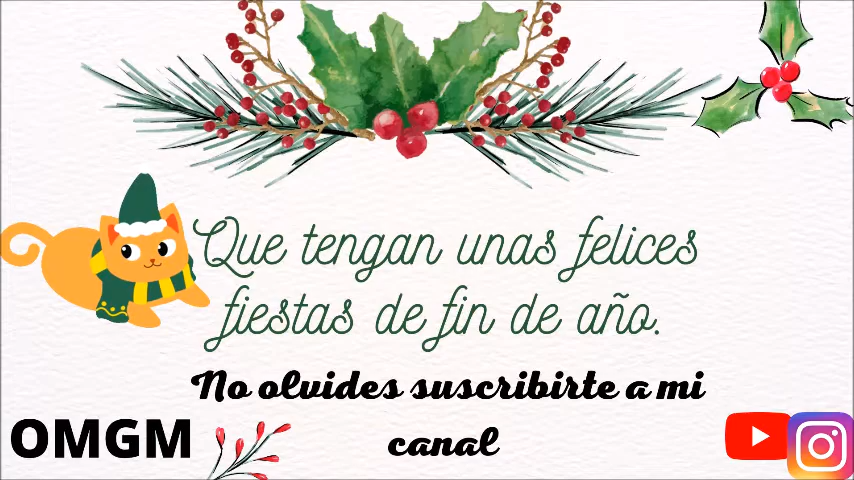 Que tengan unas felices
fiestas de fin de año.
No olvides suscribirte a mi
canal
OMGM